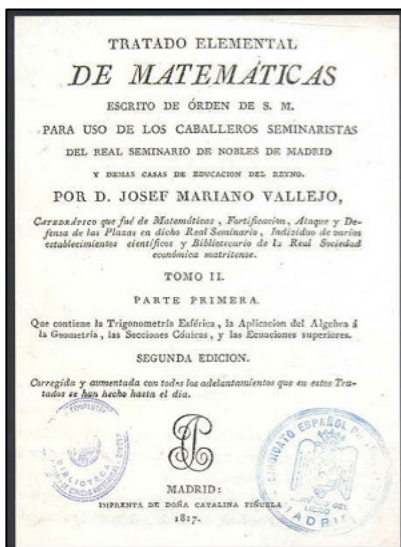 TRATADO ELEMENTAL
DE MATEMÁTICAS
ESCRITO DE ÓRDEN DE S. M.
PARA USO DE LOS CABALLEROS SEMINARISTAS
DEL REAL SEMINARIO DE NOBLES DE MADRID
Y DEMAS CASAS DE EDUCACION DEL REYNO.
POR D. JOSEF MARIANO VALLEJO,
Catedrático que fué de Matemáticas, Fortificacion, Ataque y De-
fensa de las Plazas en dicho Real Seminario, Individuo de varios
establecimientos científicos y Bibliotecario de la Real Sociedad
económica matritense.
TOMO II.
PARTE PRIMERA.
Que contiene la Trigonometría Esférica, la Aplicacion del Algebra á
la Geometría, las Secciones Cónicas, y las Ecuaciones superiores.
SEGUNDA EDICION.
Corregida y aumentada con todos los adelantamientos que en estos Tra-
tados se han hecho hasta el dia.
BIBLIOTECA
ESPAÑOL
MADRID:
IMPRENTA DE DOÑA CATALINA PIÑUELA
1817.